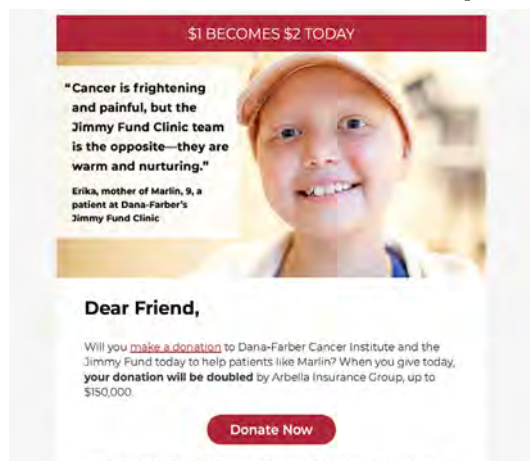 $1 BECOMES $2 TODAY
“Cancer is frightening
and painful, but the
Jimmy Fund Clinic team
is the opposite—they are
warm and nurturing.”
Erika, mother of Marlin, 9, a
patient at Dana-Farber's
Jimmy Fund Clinic
Dear Friend,
Will you make a donation to Dana-Farber Cancer Institute and the
Jimmy Fund today to help patients like Marlin? When you give today,
your donation will be doubled by Arbella Insurance Group, up to
$150,000.
Donate Now